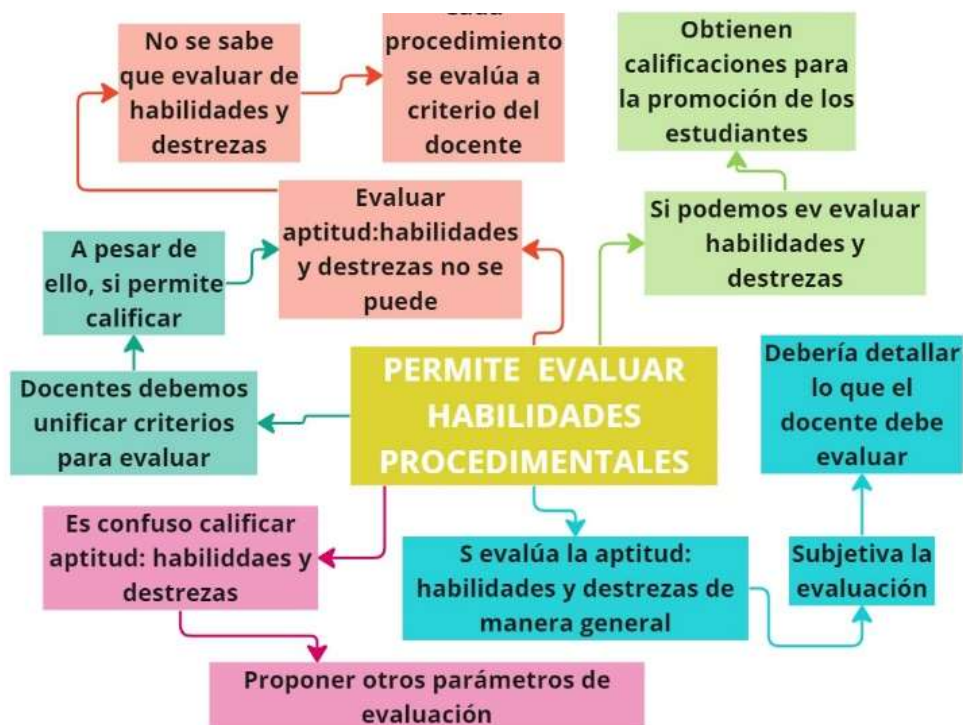 No se sabe
que evaluar de
habilidades y
destrezas
Cada
procedimiento
se evalúa a
criterio del
docente
Obtienen
calificaciones para
la promoción de los
estudiantes
Evaluar
aptitud:habilidades
y destrezas no se
puede
Si podemos ev evaluar
habilidades y
destrezas
A pesar de
ello, si permite
calificar
Docentes debemos
unificar criterios
para evaluar
PERMITE EVALUAR
HABILIDADES
PROCEDIMENTALES
Debería detallar
lo que el
docente debe
evaluar
Es confuso calificar
aptitud: habiliddaes y
destrezas
S evalúa la aptitud:
habilidades y destrezas de
manera general
Subjetiva la
evaluación
Proponer otros parámetros de
evaluación